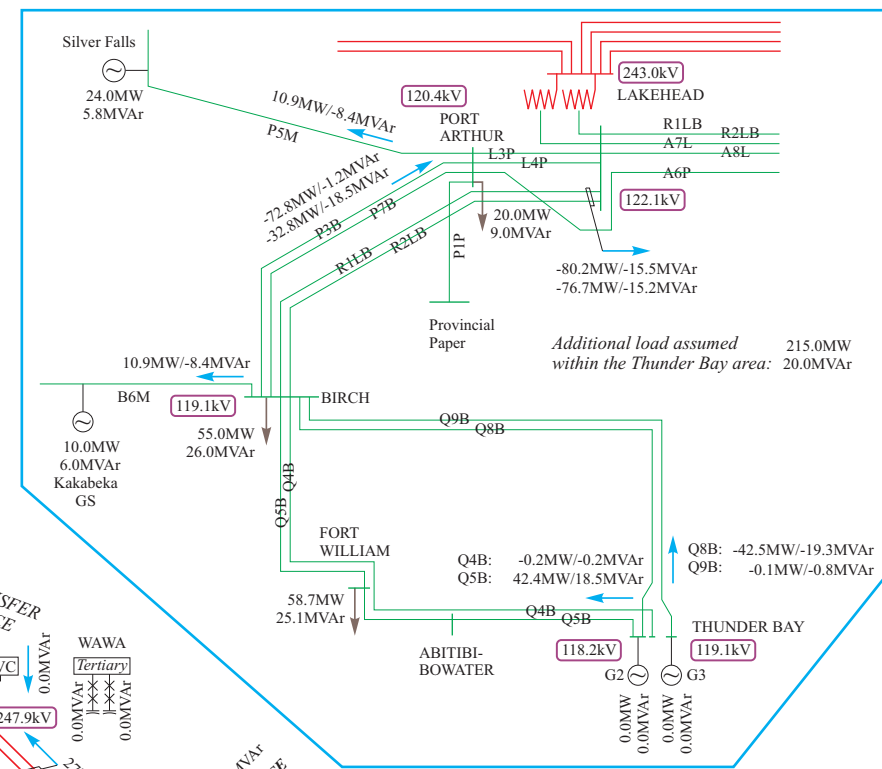 Silver Falls
24.0MW
5.8MVAr
10.9MW/-8.4MVAr
P5M
120.4kV
PORT
ARTHUR
243.0kV
LAKEHEAD
R1LB
R2LB
A7L
A8L
L3P
L4P
A6P
122.1kV
-72.8MW/-1.2MVAr
-32.8MW/-18.5MVAr
P3B
P7B
R1LB
R2LB
P1P
20.0MW
9.0MVAr
-80.2MW/-15.5MVAr
-76.7MW/-15.2MVAr
Provincial
Paper
Additional load assumed
within the Thunder Bay area:
215.0MW
20.0MVAr
10.9MW/-8.4MVAr
B6M
119.1kV
BIRCH
10.0MW
6.0MVAr
Kakabeka
GS
55.0MW
26.0MVAr
Q9B
Q8B
Q5B
Q4B
FORT
WILLIAM
58.7MW
25.1MVAr
Q4B: -0.2MW/-0.2MVAr
Q5B: 42.4MW/18.5MVAr
Q8B: -42.5MW/-19.3MVAr
Q9B: -0.1MW/-0.8MVAr
Q4B
Q5B
ABITIBI-
BOWATER
THUNDER BAY
118.2kV
119.1kV
G2
G3
0.0MW
0.0MVAr
0.0MW
0.0MVAr
0.0MVAr
WAWA
Tertiary
0.0MVAr
0.0MVAr
247.9kV